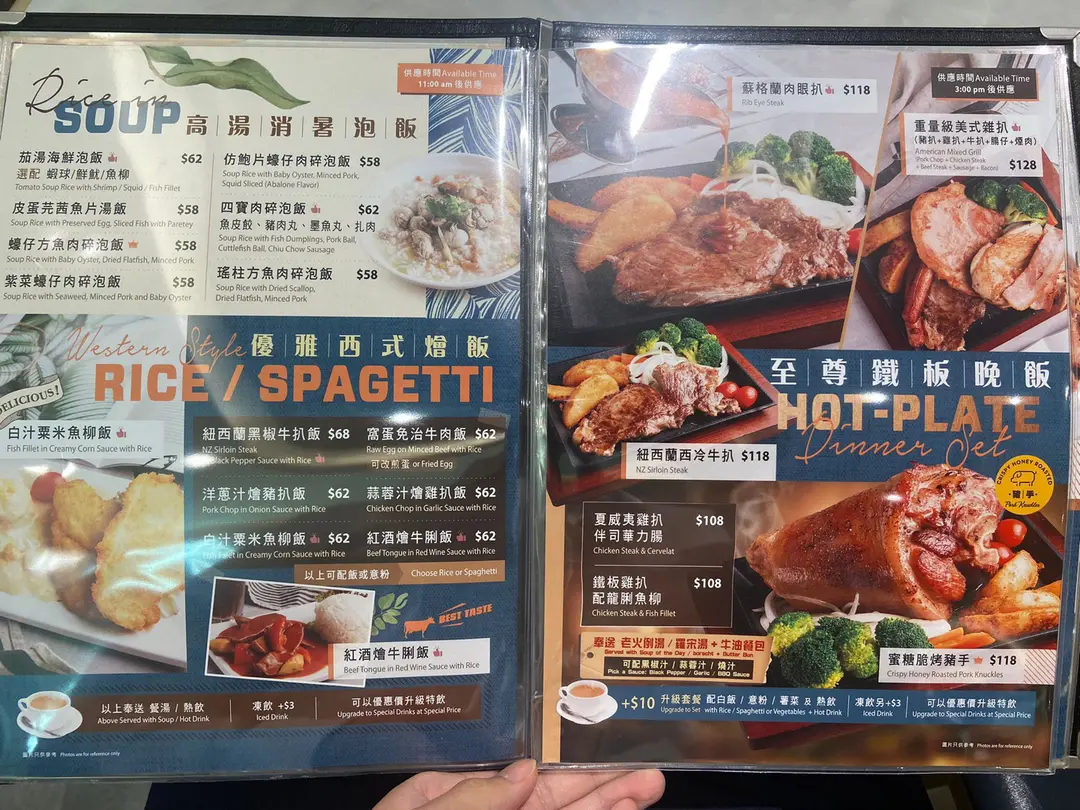 Rice in
SOUP 高湯消暑泡飯
供應時間Available Time
11:00 am 後供應
茄湯海鮮泡飯 $62
選配 蝦球/鮮魷/魚柳
Tomato Soup Rice with Shrimp / Squid / Fish Fillet
皮蛋芫茜魚片湯飯 $58
Soup Rice with Preserved Egg, Sliced Fish with Paretey
蠔仔方魚肉碎泡飯 $58
Soup Rice with Baby Oyster, Dried Flatfish, Minced Pork
紫菜蠔仔肉碎泡飯 $58
Soup Rice with Seaweed, Minced Pork and Baby Oyster
仿鮑片蠔仔肉碎泡飯 $58
Soup Rice with Baby Oyster, Minced Pork,
Squid Sliced (Abalone Flavor)
四寶肉碎泡飯 $62
魚皮餃、豬肉丸、墨魚丸、扎肉
Soup Rice with Fish Dumplings, Pork Ball,
Cuttlefish Ball, Chiu Chow Sausage
瑤柱方魚肉碎泡飯 $58
Soup Rice with Dried Scallop,
Dried Flatfish, Minced Pork
Western Style 優雅西式燴飯
RICE / SPAGETTI
DELICIOUS!
白汁粟米魚柳飯
Fish Fillet in Creamy Corn Sauce with Rice
紐西蘭黑椒牛扒飯 $68
NZ Sirloin Steak
Black Pepper Sauce with Rice
洋蔥汁燴豬扒飯 $62
Pork Chop in Onion Sauce with Rice
白汁粟米魚柳飯 $62
Fish Fillet in Creamy Corn Sauce with Rice
窩蛋免治牛肉飯 $62
Raw Egg on Minced Beef with Rice
可改煎蛋 or Fried Egg
蒜蓉汁燴雞扒飯 $62
Chicken Chop in Garlic Sauce with Rice
紅酒燴牛脷飯 $62
Beef Tongue in Red Wine Sauce with Rice
以上可配飯或意粉 Choose Rice or Spaghetti
BEST TASTE
紅酒燴牛脷飯
Beef Tongue in Red Wine Sauce with Rice
以上奉送 餐湯 / 熱飲
Above Served with Soup / Hot Drink
凍飲 +$3
Iced Drink
可以優惠價升級特飲
Upgrade to Special Drinks at Special Price
圖片只供參考 Photos are for reference only
蘇格蘭肉眼扒 $118
Rib Eye Steak
供應時間Available Time
3:00 pm 後供應
重量級美式雞扒
(豬扒+雞扒+牛扒+腸仔+煙肉)
American Mixed Grill
(Pork Chop + Chicken Steak
+ Beef Steak + Sausage + Bacon) $128
至尊鐵板晚飯
HOT-PLATE
Dinner Set
紐西蘭西冷牛扒 $118
NZ Sirloin Steak
CRISPY HONEY ROASTED
豬手
Pork Knuckles
夏威夷雞扒 $108
伴司華力腸
Chicken Steak & Cervelat
鐵板雞扒 $108
配龍脷魚柳
Chicken Steak & Fish Fillet
奉送 老火例湯 / 羅宋湯 + 牛油餐包
Served with Soup of the Day / borscht + Butter Bun
可配黑椒汁 / 蒜蓉汁 / 燒汁
Pick a Sauce: Black Pepper / Garlic / BBQ Sauce
蜜糖脆烤豬手 $118
Crispy Honey Roasted Pork Knuckles
+$10 升級套餐 配白飯 / 意粉 / 薯菜 及 熱飲
Upgrade to Set with Rice / Spaghetti or Vegetables + Hot Drink
凍飲另+$3
Iced Drink
可以優惠價升級特飲
Upgrade to Special Drinks at Special Price
圖片只供參考 Photos are for reference only